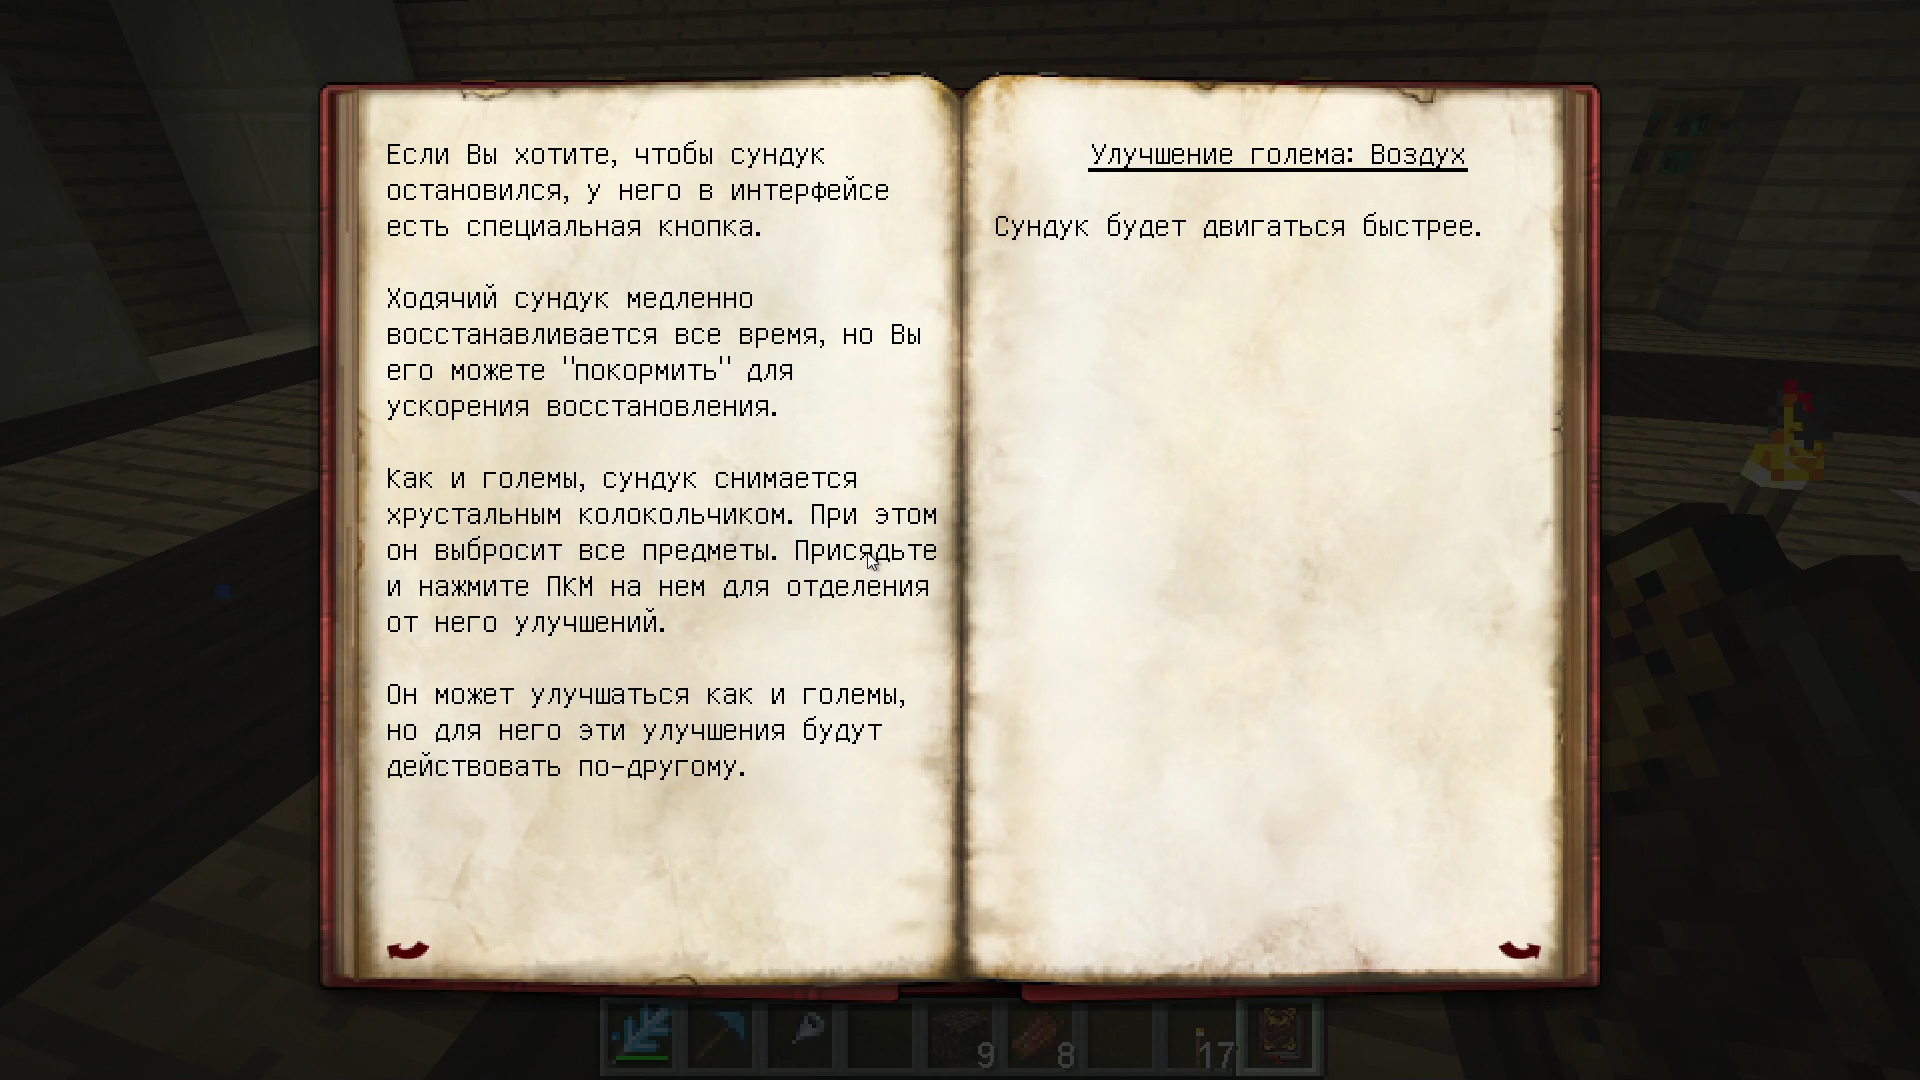 Если Вы хотите, чтобы сундук
остановился, у него в интерфейсе
есть специальная кнопка.
Ходячий сундук медленно
восстанавливается все время, но Вы
его можете "покормить" для
ускорения восстановления.
Как и големы, сундук снимается
хрустальным колокольчиком. При этом
он выбросит все предметы. Присядьте
и нажмите ПКМ на нем для отделения
от него улучшений.
Он может улучшаться как и големы,
но для него эти улучшения будут
действовать по-другому.
Улучшение голема: Воздух
Сундук будет двигаться быстрее.
9
8
17